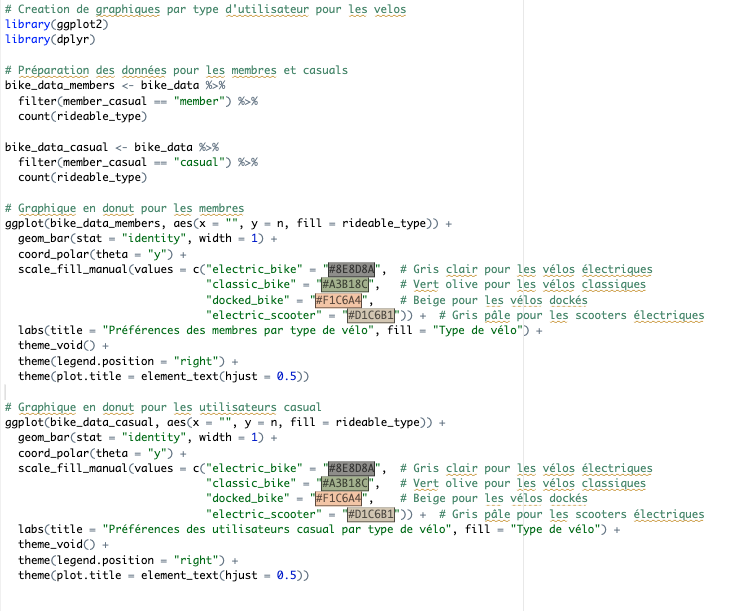 # Creation de graphiques par type d'utilisateur pour les velos
library(ggplot2)
library(dplyr)
# Préparation des données pour les membres et casuals
bike_data_members <- bike_data %>%
  filter(member_casual == "member") %>%
  count(rideable_type)
bike_data_casual <- bike_data %>%
  filter(member_casual == "casual") %>%
  count(rideable_type)
# Graphique en donut pour les membres
ggplot(bike_data_members, aes(x = "", y = n, fill = rideable_type)) +
  geom_bar(stat = "identity", width = 1) +
  coord_polar(theta = "y") +
  scale_fill_manual(values = c("electric_bike" = "#8E8D8A",  # Gris clair pour les vélos électriques
                               "classic_bike" = "#A3B18C",   # Vert olive pour les vélos classiques
                               "docked_bike" = "#F1C6A4",    # Beige pour les vélos dockés
                               "electric_scooter" = "#D1C6B1")) +  # Gris pâle pour les scooters électriques
  labs(title = "Préférences des membres par type de vélo", fill = "Type de vélo") +
  theme_void() +
  theme(legend.position = "right") +
  theme(plot.title = element_text(hjust = 0.5))
# Graphique en donut pour les utilisateurs casual
ggplot(bike_data_casual, aes(x = "", y = n, fill = rideable_type)) +
  geom_bar(stat = "identity", width = 1) +
  coord_polar(theta = "y") +
  scale_fill_manual(values = c("electric_bike" = "#8E8D8A",  # Gris clair pour les vélos électriques
                               "classic_bike" = "#A3B18C",   # Vert olive pour les vélos classiques
                               "docked_bike" = "#F1C6A4",    # Beige pour les vélos dockés
                               "electric_scooter" = "#D1C6B1")) +  # Gris pâle pour les scooters électriques
  labs(title = "Préférences des utilisateurs casual par type de vélo", fill = "Type de vélo") +
  theme_void() +
  theme(legend.position = "right") +
  theme(plot.title = element_text(hjust = 0.5))